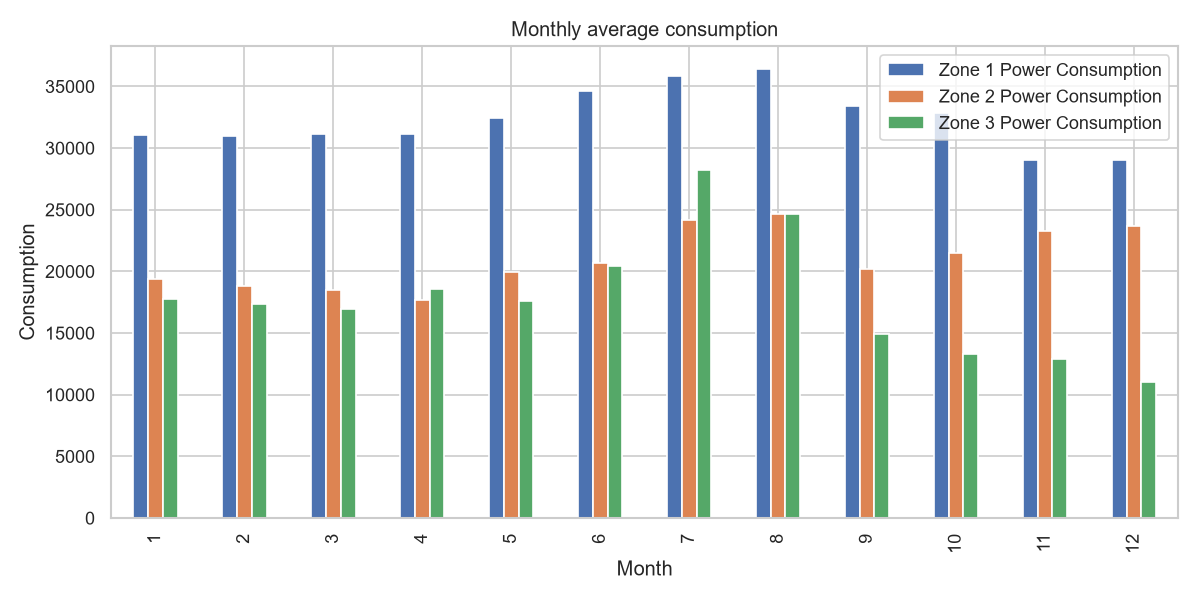 Monthly average consumption
Zone 1 Power Consumption
Zone 2 Power Consumption
Zone 3 Power Consumption
Consumption
35000
30000
25000
20000
15000
10000
5000
0
1 2 3 4 5 6 7 8 9 10 11 12
Month